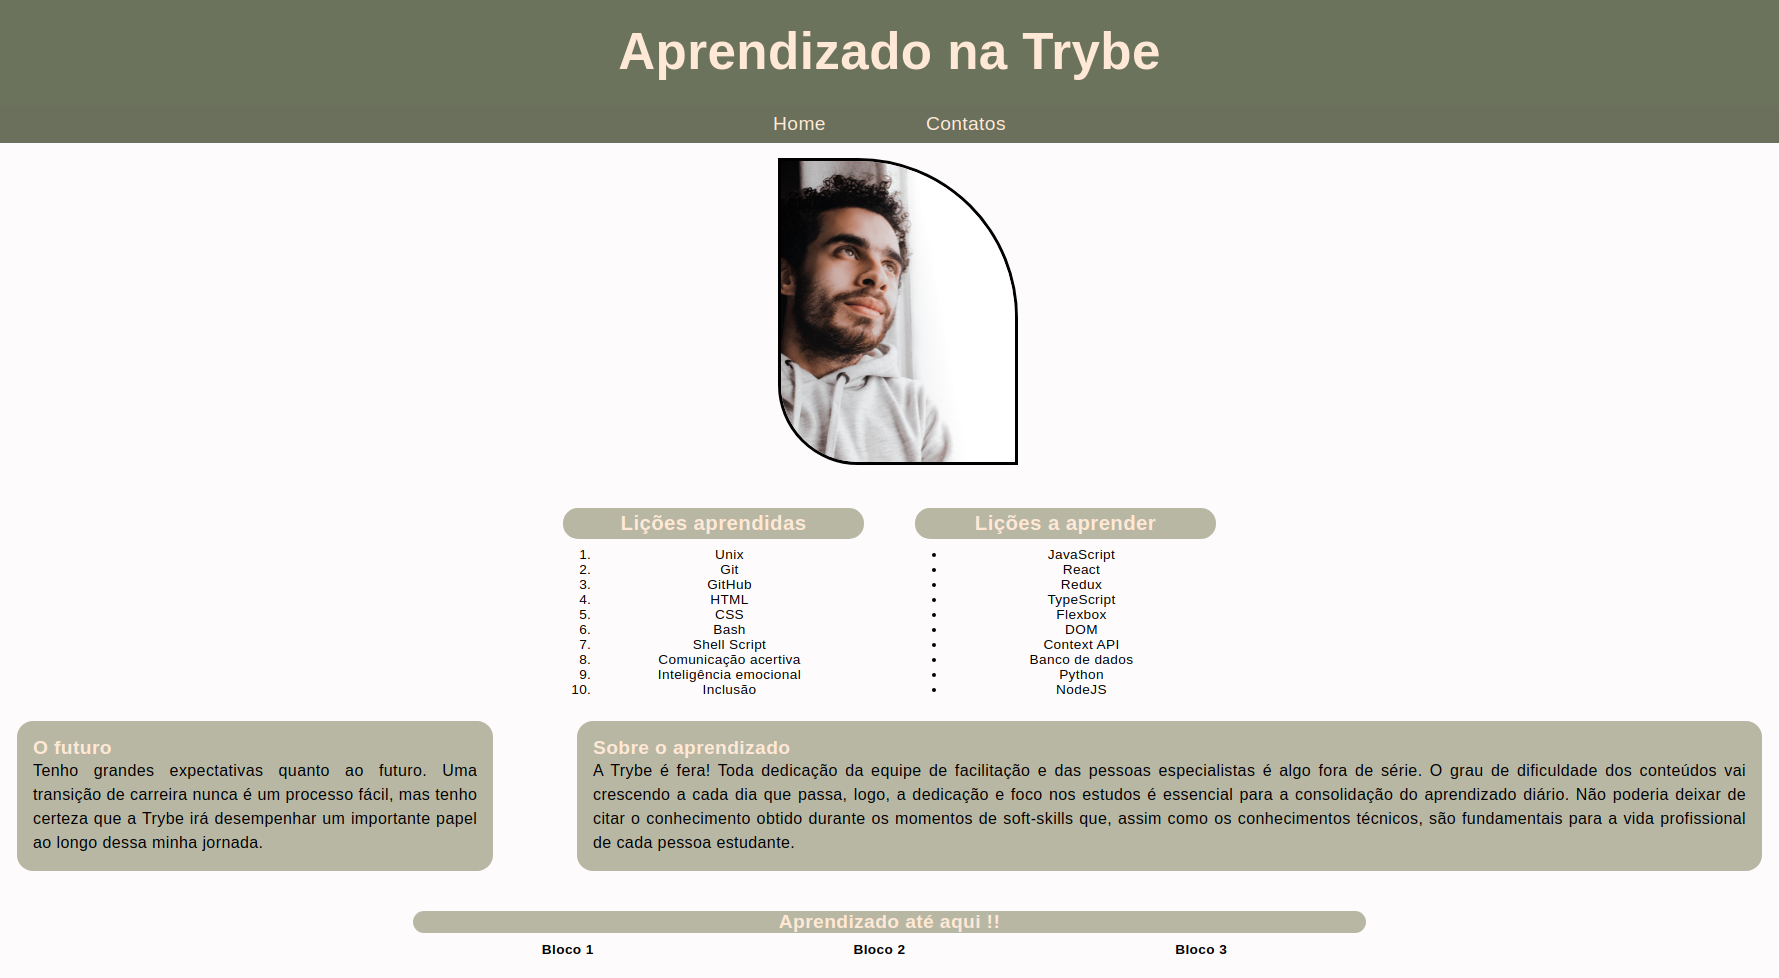 Aprendizado na Trybe
Home
Contatos
Lições aprendidas
1. Unix
2. Git
3. GitHub
4. HTML
5. CSS
6. Bash
7. Shell Script
8. Comunicação acertiva
9. Inteligência emocional
10. Inclusão
Lições a aprender
• JavaScript
• React
• Redux
• TypeScript
• Flexbox
• DOM
• Context API
• Banco de dados
• Python
• NodeJS
O futuro
Tenho grandes expectativas quanto ao futuro. Uma
transição de carreira nunca é um processo fácil, mas tenho
certeza que a Trybe irá desempenhar um importante papel
ao longo dessa minha jornada.
Sobre o aprendizado
A Trybe é fera! Toda dedicação da equipe de facilitação e das pessoas especialistas é algo fora de série. O grau de dificuldade dos conteúdos vai
crescendo a cada dia que passa, logo, a dedicação e foco nos estudos é essencial para a consolidação do aprendizado diário. Não poderia deixar de
citar o conhecimento obtido durante os momentos de soft-skills que, assim como os conhecimentos técnicos, são fundamentais para a vida profissional
de cada pessoa estudante.
Aprendizado até aqui !!
Bloco 1
Bloco 2
Bloco 3